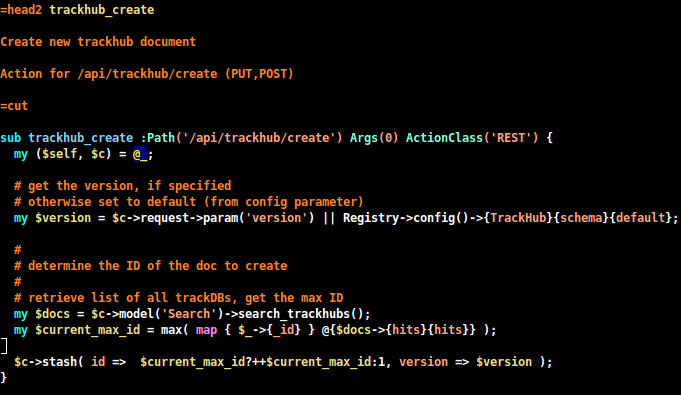 =head2 trackhub_create
Create new trackhub document
Action for /api/trackhub/create (PUT,POST)
=cut
sub trackhub_create :Path('/api/trackhub/create') Args(0) ActionClass('REST') {
  my ($self, $c) = @_;
  # get the version, if specified
  # otherwise set to default (from config parameter)
  my $version = $c->request->param('version') || Registry->config()->{TrackHub}{schema}{default};
  #
  # determine the ID of the doc to create
  #
  # retrieve list of all trackDBs, get the max ID
  my $docs = $c->model('Search')->search_trackhubs();
  my $current_max_id = max( map { $_->{_id} } @{$docs->{hits}{hits}} );
  $c->stash( id =>  $current_max_id?++$current_max_id:1, version => $version );
}